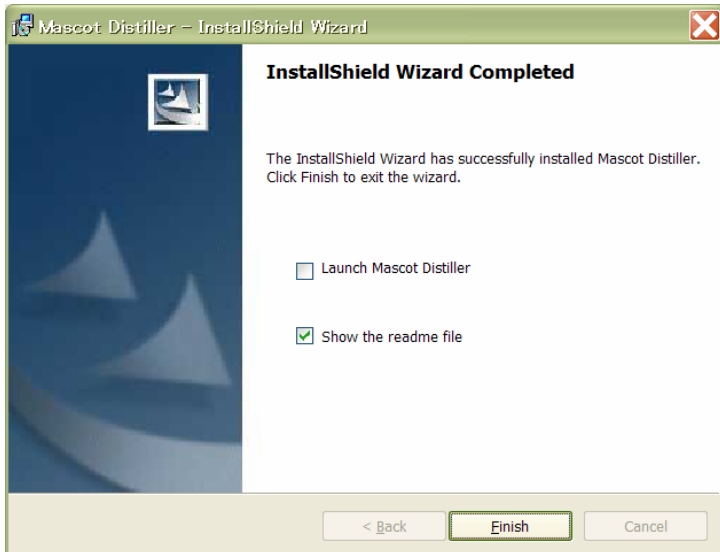 Mascot Distiller - InstallShield Wizard
InstallShield Wizard Completed
The InstallShield Wizard has successfully installed Mascot Distiller.
Click Finish to exit the wizard.
Launch Mascot Distiller
Show the readme file
< Back
Finish
Cancel